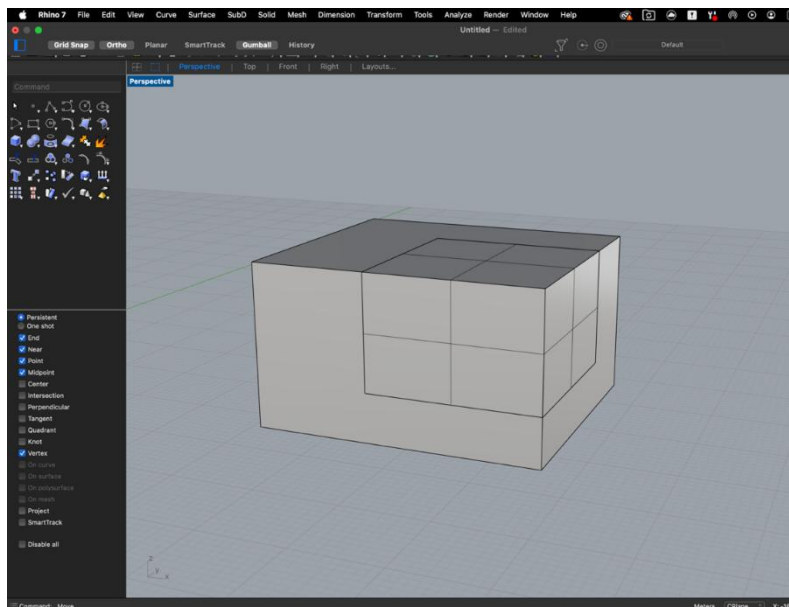 Rhino 7 File Edit View Curve Surface SubD Solid Mesh Dimension Transform Tools Analyze Render Window Help
Untitled — Edited
Grid Snap Ortho Planar SmartTrack Gumball History Default
Perspective | Top | Front | Right | Layouts...
Command
Perspective
Persistent
One shot
End
Near
Point
Midpoint
Center
Intersection
Perpendicular
Tangent
Quadrant
Knot
Vertex
On curve
On surface
On polysurface
On mesh
Project
SmartTrack
Disable all
z
y
x
Command: Move
Meters CPlane